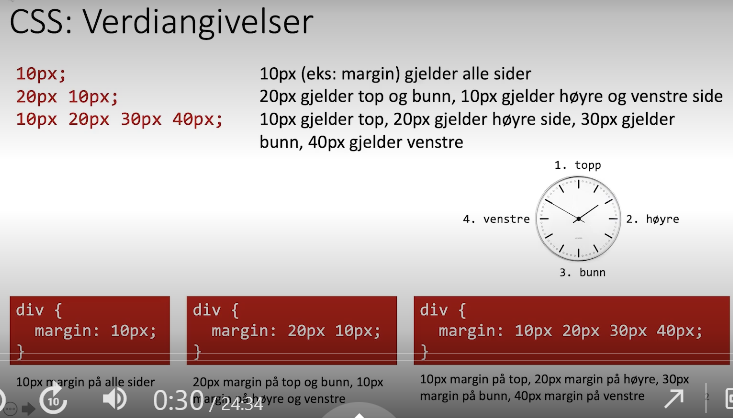 CSS: Verdiangivelser
10px;
10px (eks: margin) gjelder alle sider
20px 10px;
20px gjelder top og bunn, 10px gjelder høyre og venstre side
10px 20px 30px 40px;
10px gjelder top, 20px gjelder høyre side, 30px gjelder
bunn, 40px gjelder venstre
1. topp
4. venstre
2. høyre
3. bunn
div {
margin: 10px;
}
div {
margin: 20px 10px;
}
div {
margin: 10px 20px 30px 40px;
}
10px margin på alle sider
20px margin på top og bunn, 10px
margin på høyre og venstre
10px margin på top, 20px margin på høyre, 30px
margin på bunn, 40px margin på venstre
10
0:30 / 24:34
2